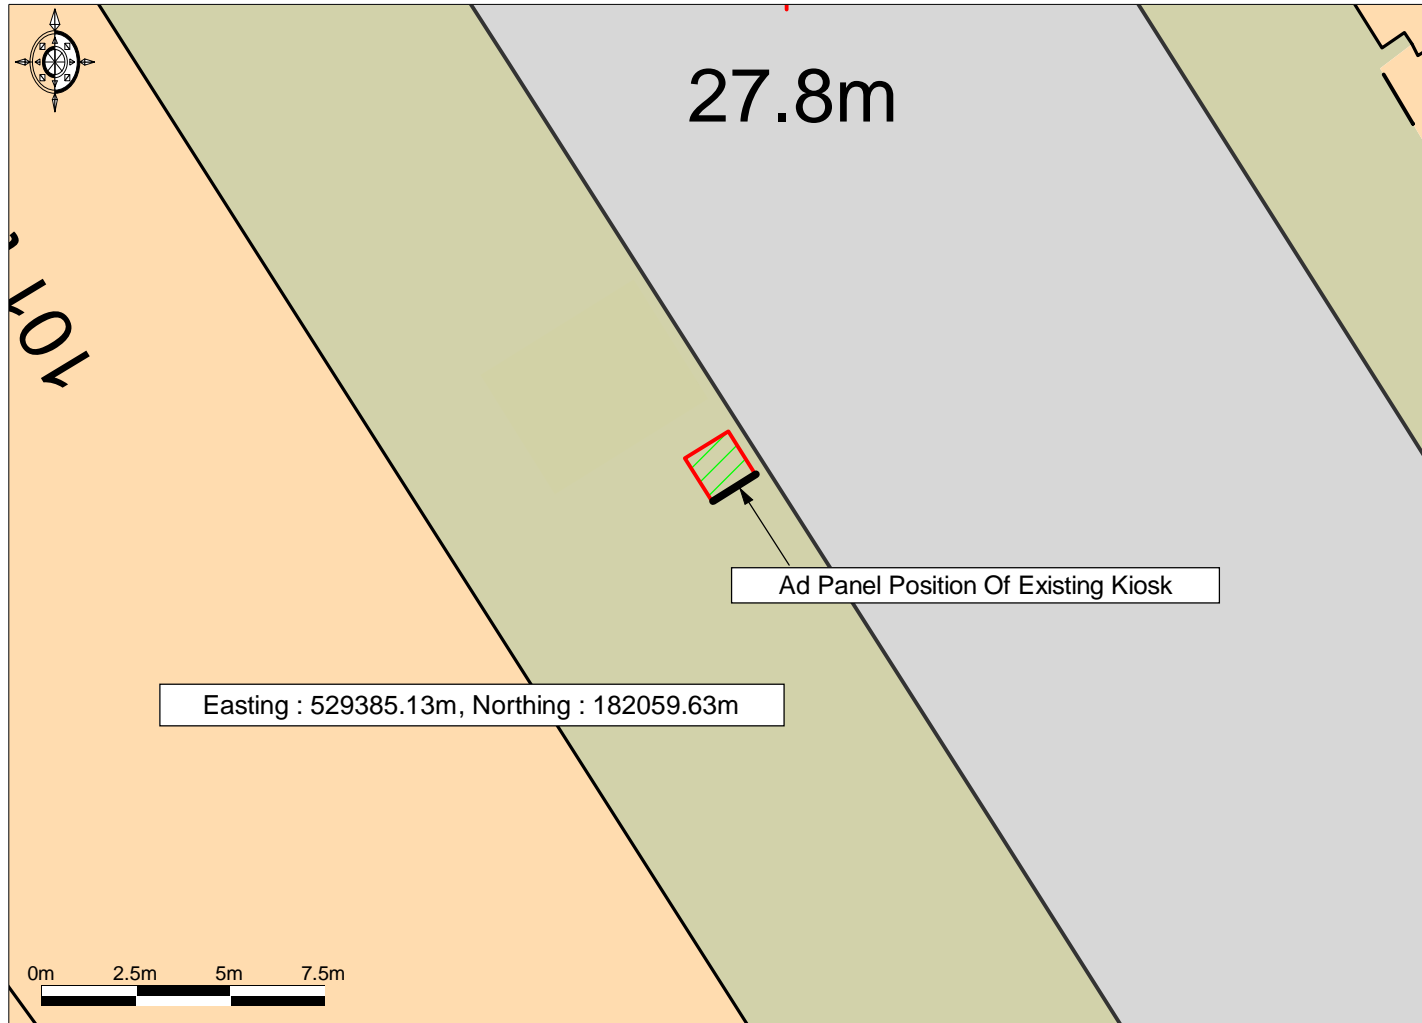 27.8m
101
Ad Panel Position Of Existing Kiosk
Easting : 529385.13m, Northing : 182059.63m
0m 2.5m 5m 7.5m